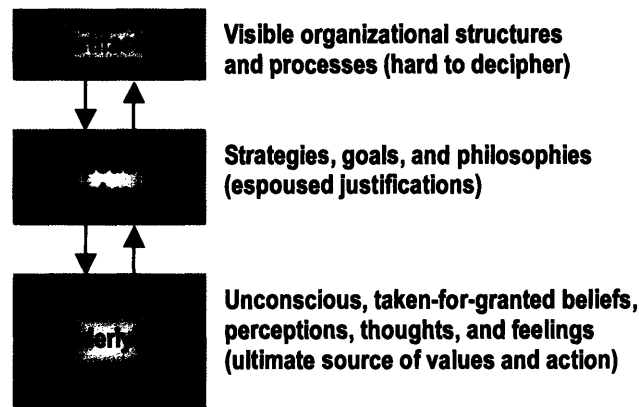 Visible organizational structures
and processes (hard to decipher)
Strategies, goals, and philosophies
(espoused justifications)
Unconscious, taken-for-granted beliefs,
perceptions, thoughts, and feelings
(ultimate source of values and action)